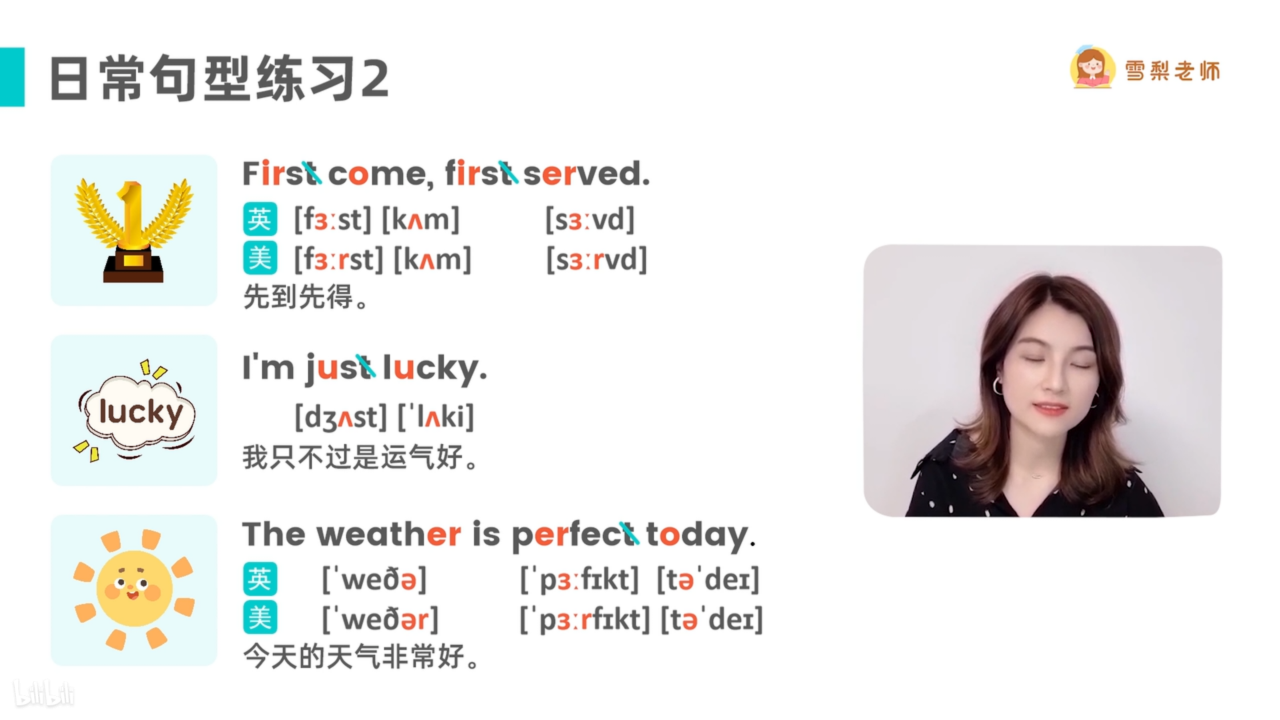 日常句型练习2
雪梨老师
First come, first served.
英 [fɜːst] [kʌm] [sɜːvd]
美 [fɜːrst] [kʌm] [sɜːrvd]
先到先得。
lucky
I'm just lucky.
[dʒʌst] [ˈlʌki]
我只不过是运气好。
The weather is perfect today.
英 [ˈweðə] [ˈpɜːfɪkt] [təˈdeɪ]
美 [ˈweðər] [ˈpɜːrfɪkt] [təˈdeɪ]
今天的天气非常好。
bilibili